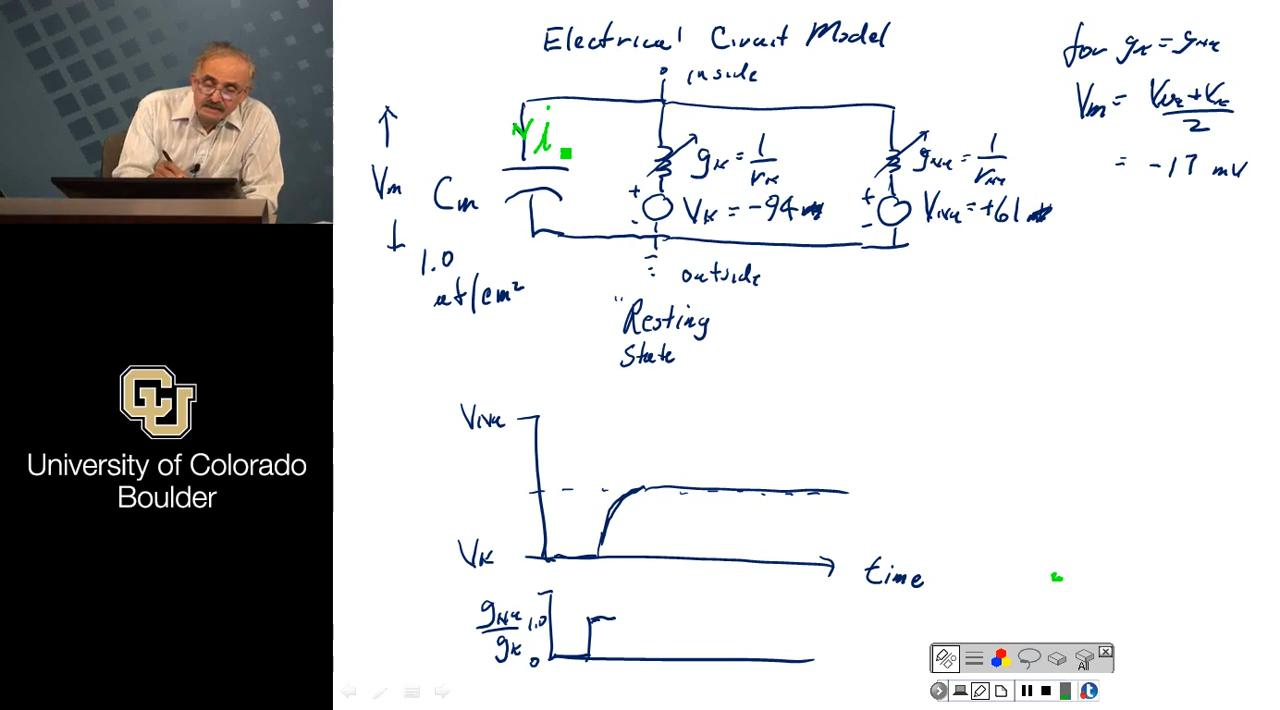 Electrical Circuit Model
inside
for gK = gNa
Vm = VNa + VK / 2
= -17 mV
i
gK = 1 / rK
gNa = 1 / rNa
Vm
Cm
+
-
VK = -94
+
-
VNa = +61
1.0
uf/cm²
outside
"Resting
State
University of Colorado
Boulder
VNa
VK
time
gNa / gK
1.0
0
All